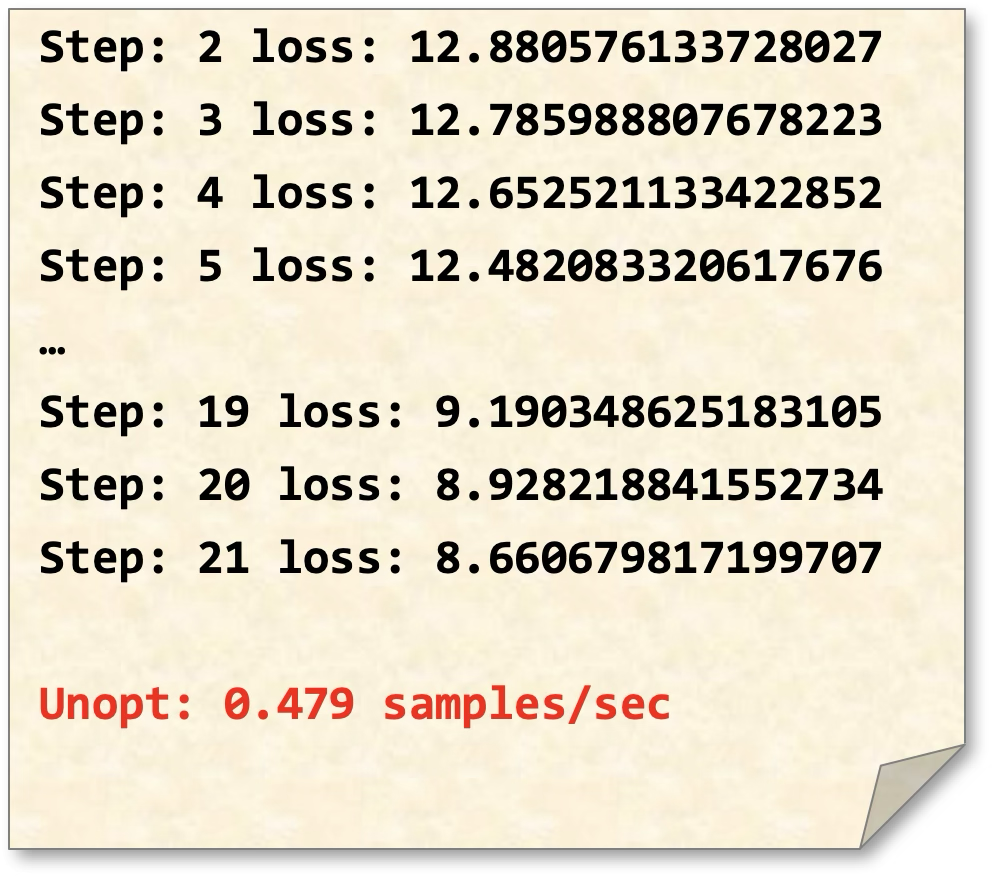 Step: 2 loss: 12.880576133728027
Step: 3 loss: 12.785988807678223
Step: 4 loss: 12.652521133422852
Step: 5 loss: 12.482083320617676
…
Step: 19 loss: 9.190348625183105
Step: 20 loss: 8.928218841552734
Step: 21 loss: 8.660679817199707
Unopt: 0.479 samples/sec